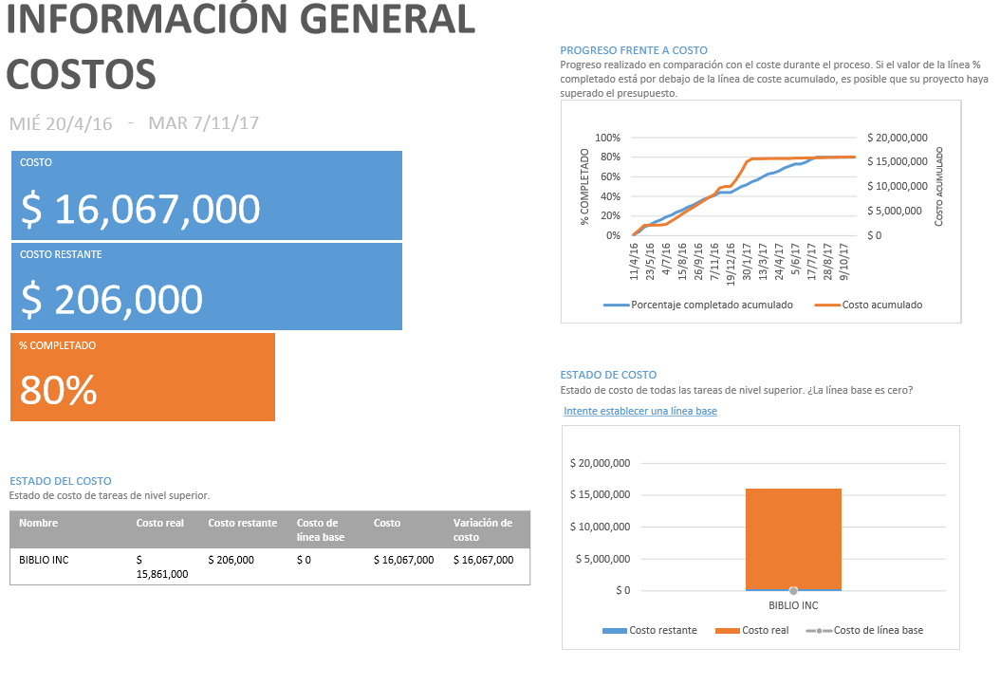 INFORMACIÓN GENERAL
COSTOS
MIÉ 20/4/16 - MAR 7/11/17
COSTO
$ 16,067,000
COSTO RESTANTE
$ 206,000
% COMPLETADO
80%
ESTADO DEL COSTO
Estado de costo de tareas de nivel superior.
Nombre Costo real Costo restante Costo de línea base Costo Variación de costo
BIBLIO INC $ 15,861,000 $ 206,000 $ 0 $ 16,067,000 $ 16,067,000
PROGRESO FRENTE A COSTO
Progreso realizado en comparación con el coste durante el proceso. Si el valor de la línea %
completado está por debajo de la línea de coste acumulado, es posible que su proyecto haya
superado el presupuesto.
% COMPLETADO
100%
80%
60%
40%
20%
0%
$ 20,000,000
$ 15,000,000
$ 10,000,000
$ 5,000,000
$ 0
COSTO ACUMULADO
11/4/16
23/5/16
4/7/16
15/8/16
26/9/16
7/11/16
19/12/16
30/1/17
13/3/17
24/4/17
5/6/17
17/7/17
28/8/17
9/10/17
Porcentaje completado acumulado Costo acumulado
ESTADO DE COSTO
Estado de costo de todas las tareas de nivel superior. ¿La línea base es cero?
Intente establecer una línea base
$ 20,000,000
$ 15,000,000
$ 10,000,000
$ 5,000,000
$ 0
BIBLIO INC
Costo restante Costo real Costo de línea base